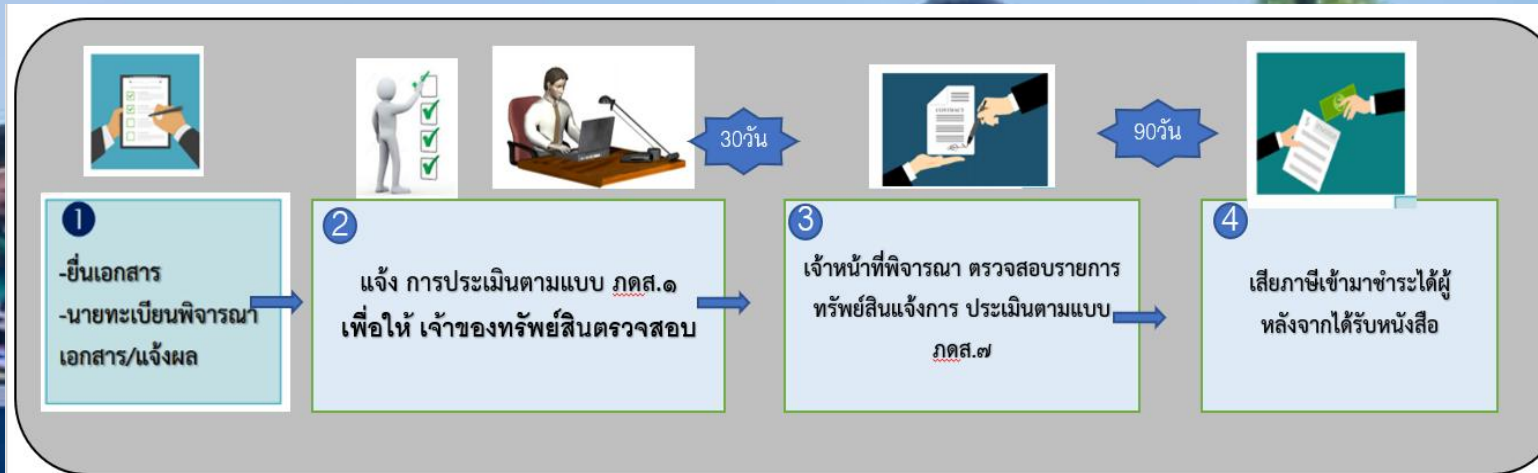 30วัน
90วัน
CONTRACT
1
-ยื่นเอกสาร
-นายทะเบียนพิจารณา
เอกสาร/แจ้งผล
2
แจ้ง การประเมินตามแบบ ภดส.๑
เพื่อให้ เจ้าของทรัพย์สินตรวจสอบ
3
เจ้าหน้าที่พิจารณา ตรวจสอบรายการ
ทรัพย์สินแจ้งการ ประเมินตามแบบ
ภดส.๗
4
เสียภาษีเข้ามาชำระได้ผู้
หลังจากได้รับหนังสือ